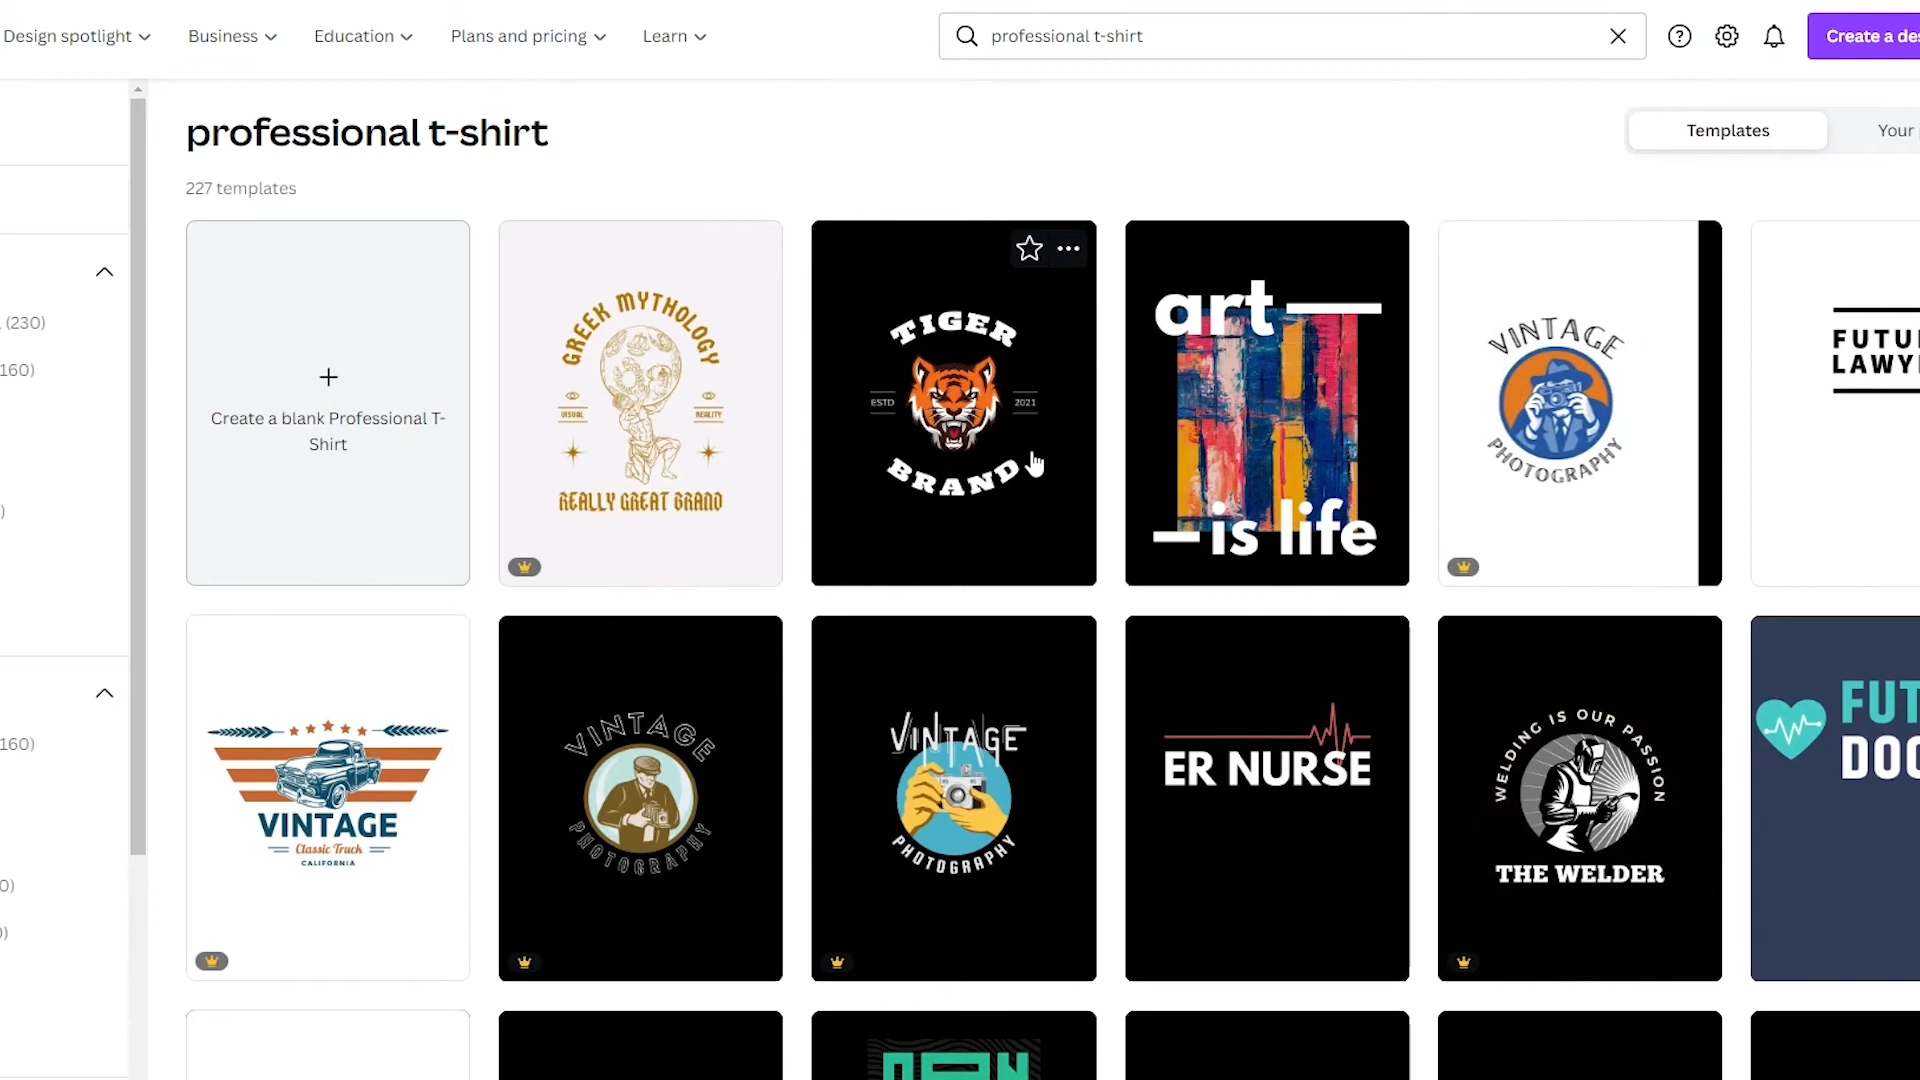 Design spotlight
Business
Education
Plans and pricing
Learn
professional t-shirt
Create a des
professional t-shirt
Templates
Your
227 templates
(230)
160)
)
160)
0)
)
+
Create a blank Professional T-
Shirt
GREEK MYTHOLOGY
VISUAL
REALITY
REALLY GREAT BRAND
TIGER
ESTD
2021
BRAND
art
is life
VINTAGE
PHOTOGRAPHY
FUTU
LAWY
VINTAGE
Classic Truck
CALIFORNIA
VINTAGE
PHOTOGRAPHY
VINTAGE
PHOTOGRAPHY
ER NURSE
WELDING IS OUR PASSION
THE WELDER
FUT
DOC